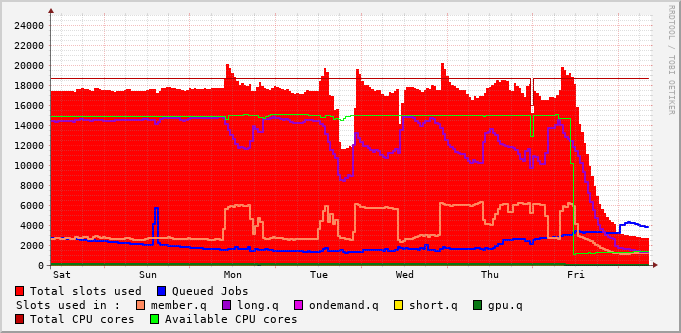 RRDTOOL / TOBI OETIKER
24000
22000
20000
18000
16000
14000
12000
10000
8000
6000
4000
2000
0
Sat Sun Mon Tue Wed Thu Fri
Total slots used Queued Jobs
Slots used in : member.q long.q ondemand.q short.q gpu.q
Total CPU cores Available CPU cores